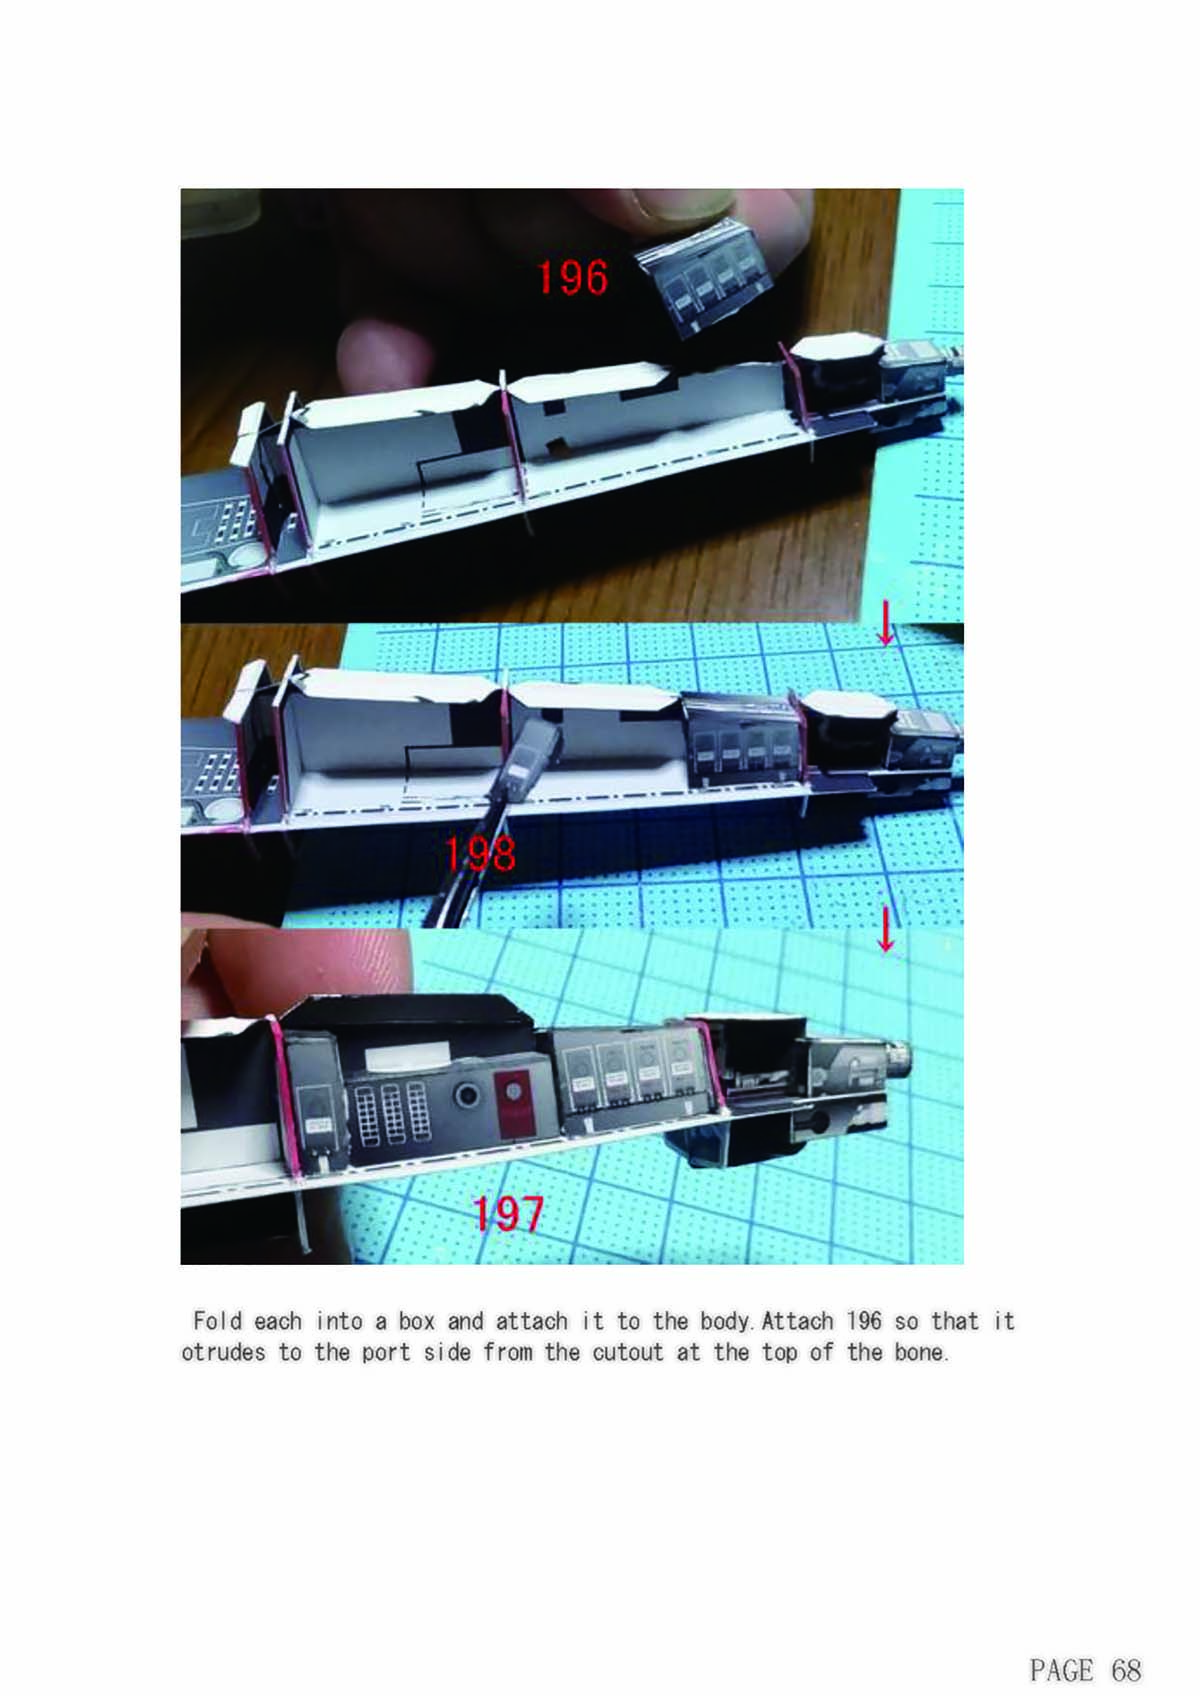 196
198
197
Fold each into a box and attach it to the body. Attach 196 so that it
otrudes to the port side from the cutout at the top of the bone.
PAGE 68